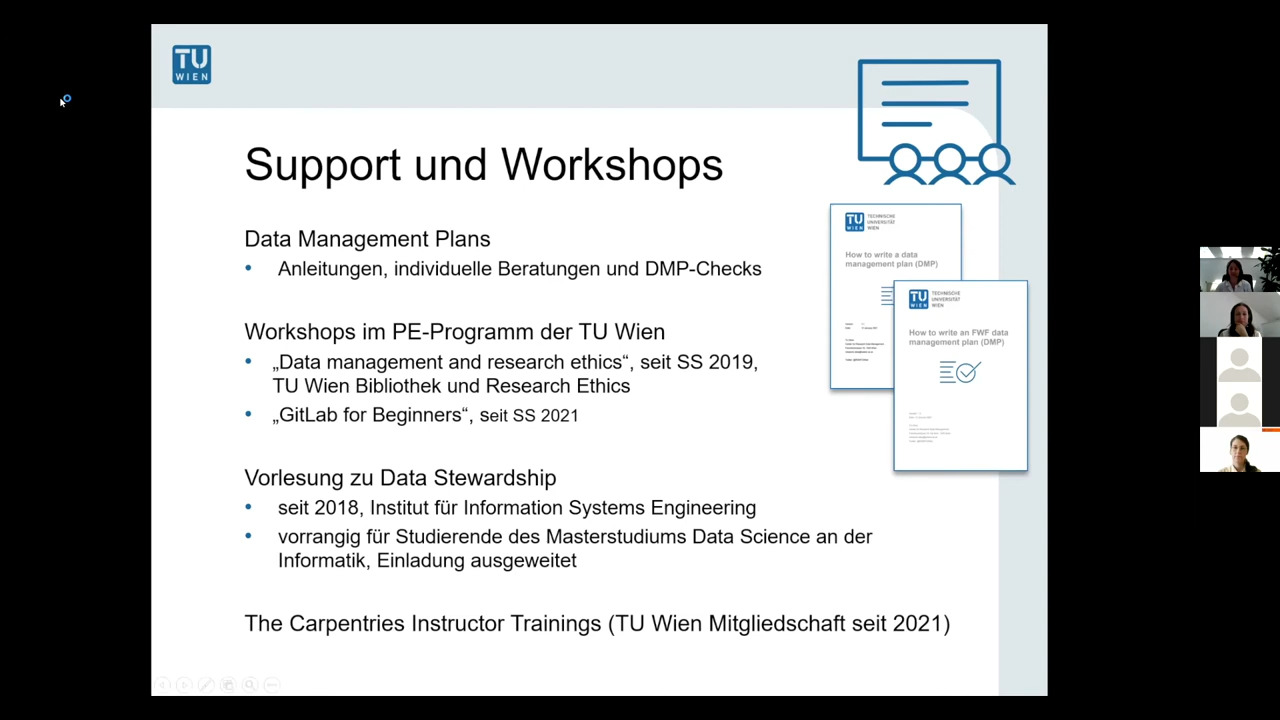 TU
WIEN
Support und Workshops
Data Management Plans
• Anleitungen, individuelle Beratungen und DMP-Checks
Workshops im PE-Programm der TU Wien
• „Data management and research ethics“, seit SS 2019,
TU Wien Bibliothek und Research Ethics
• „GitLab for Beginners“, seit SS 2021
Vorlesung zu Data Stewardship
• seit 2018, Institut für Information Systems Engineering
• vorrangig für Studierende des Masterstudiums Data Science an der
Informatik, Einladung ausgeweitet
The Carpentries Instructor Trainings (TU Wien Mitgliedschaft seit 2021)
TU
WIEN
TECHNISCHE
UNIVERSITÄT
WIEN
How to write a data
management plan (DMP)
TU
WIEN
TECHNISCHE
UNIVERSITÄT
WIEN
How to write an FWF data
management plan (DMP)